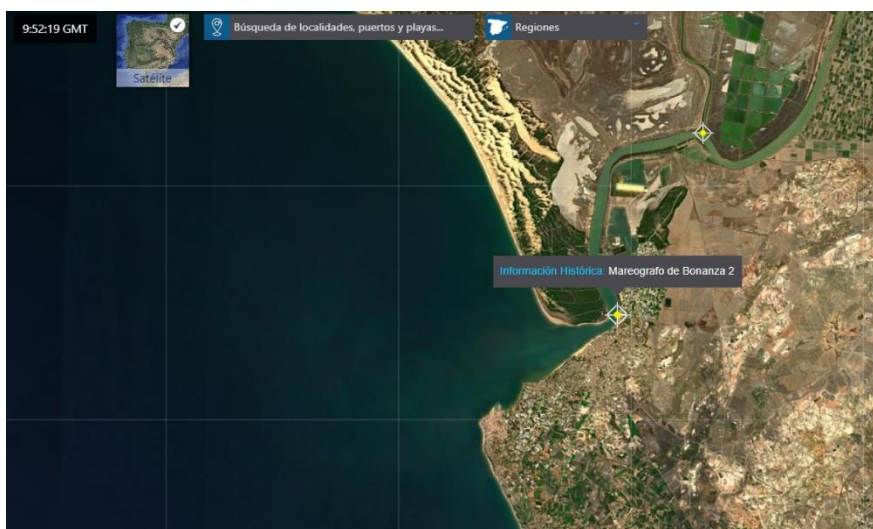 9:52:19 GMT
Satélite
Búsqueda de localidades, puertos y playas...
Regiones
Información Histórica: Mareografo de Bonanza 2